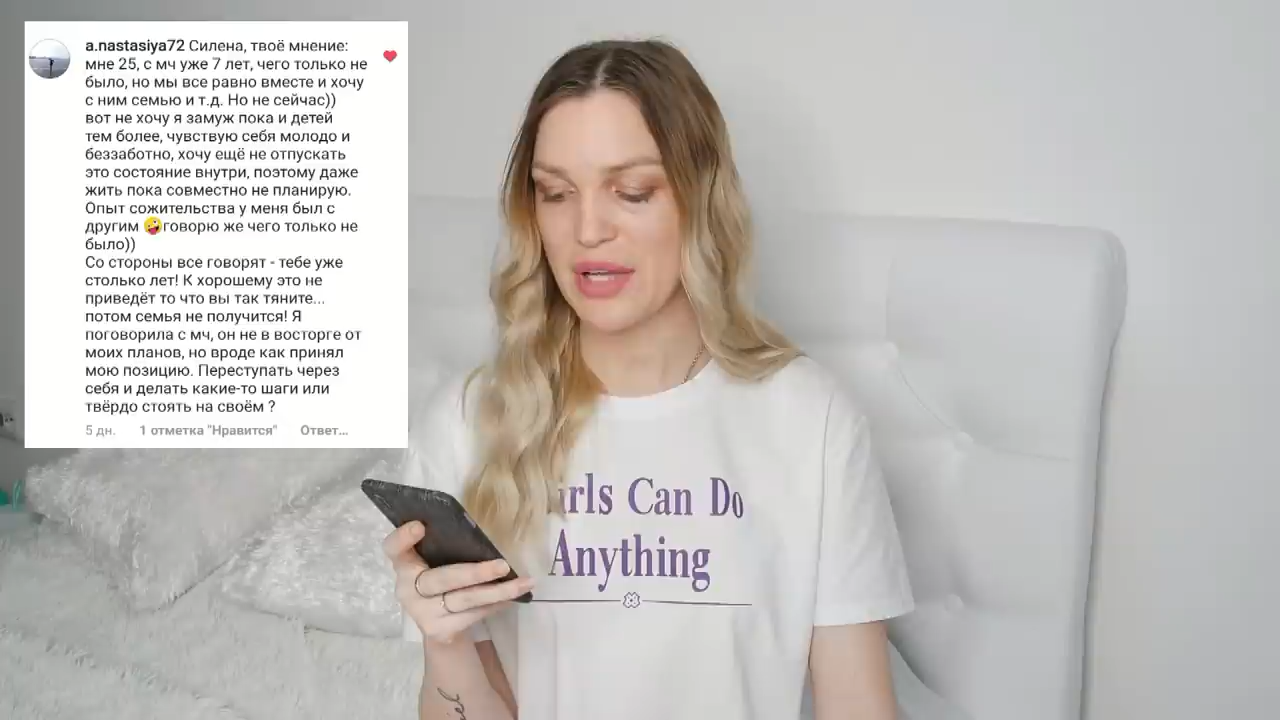 a.nastasiya72 Силена, твоё мнение:
мне 25, с мч уже 7 лет, чего только не
было, но мы все равно вместе и хочу
с ним семью и т.д. Но не сейчас))
вот не хочу я замуж пока и детей
тем более, чувствую себя молодо и
беззаботно, хочу ещё не отпускать
это состояние внутри, поэтому даже
жить пока совместно не планирую.
Опыт сожительства у меня был с
другим 🤪говорю же чего только не
было))
Со стороны все говорят - тебе уже
столько лет! К хорошему это не
приведёт то что вы так тяните...
потом семья не получится! Я
поговорила с мч, он не в восторге от
моих планов, но вроде как принял
мою позицию. Переступать через
себя и делать какие-то шаги или
твёрдо стоять на своём ?
5 дн. 1 отметка "Нравится" Ответ...
irls Can Do
Anything